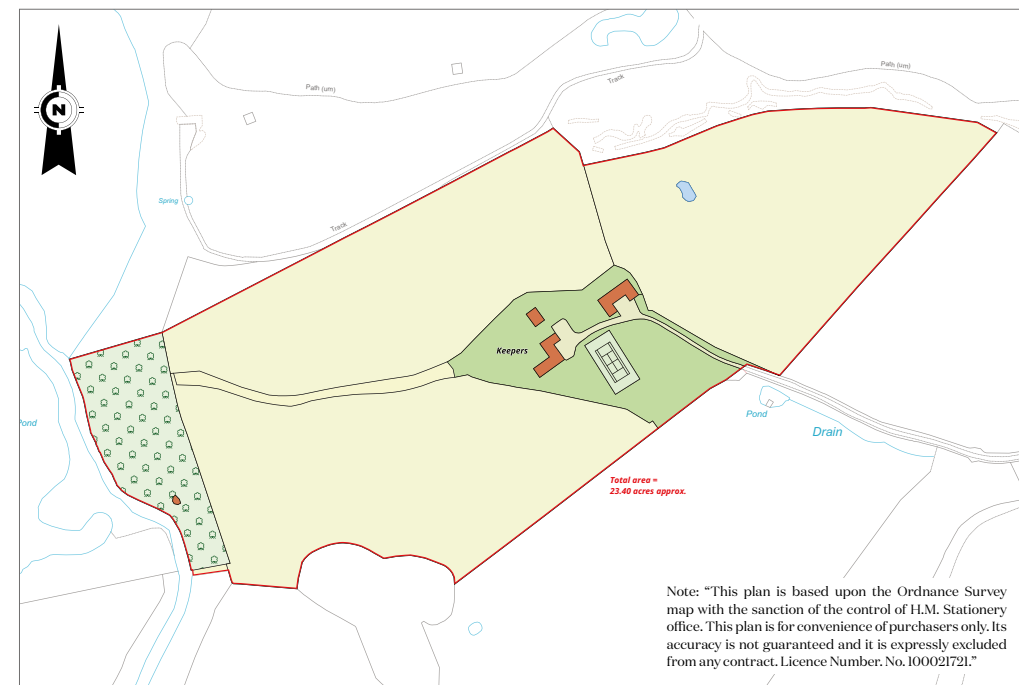 Path (um)
Track
Path (um)
N
Spring
Track
Keepers
Pond
Pond
Drain
Total area =
23.40 acres approx.
Note: “This plan is based upon the Ordnance Survey
map with the sanction of the control of H.M. Stationery
office. This plan is for convenience of purchasers only. Its
accuracy is not guaranteed and it is expressly excluded
from any contract. Licence Number. No. 100021721.”